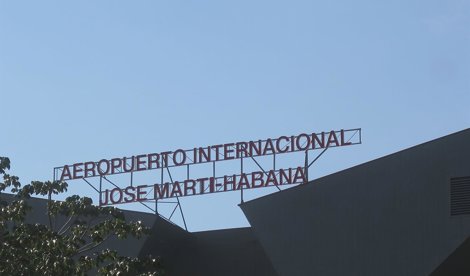 AEROPUERTO INTERNACIONAL
JOSE MARTI-HABANA